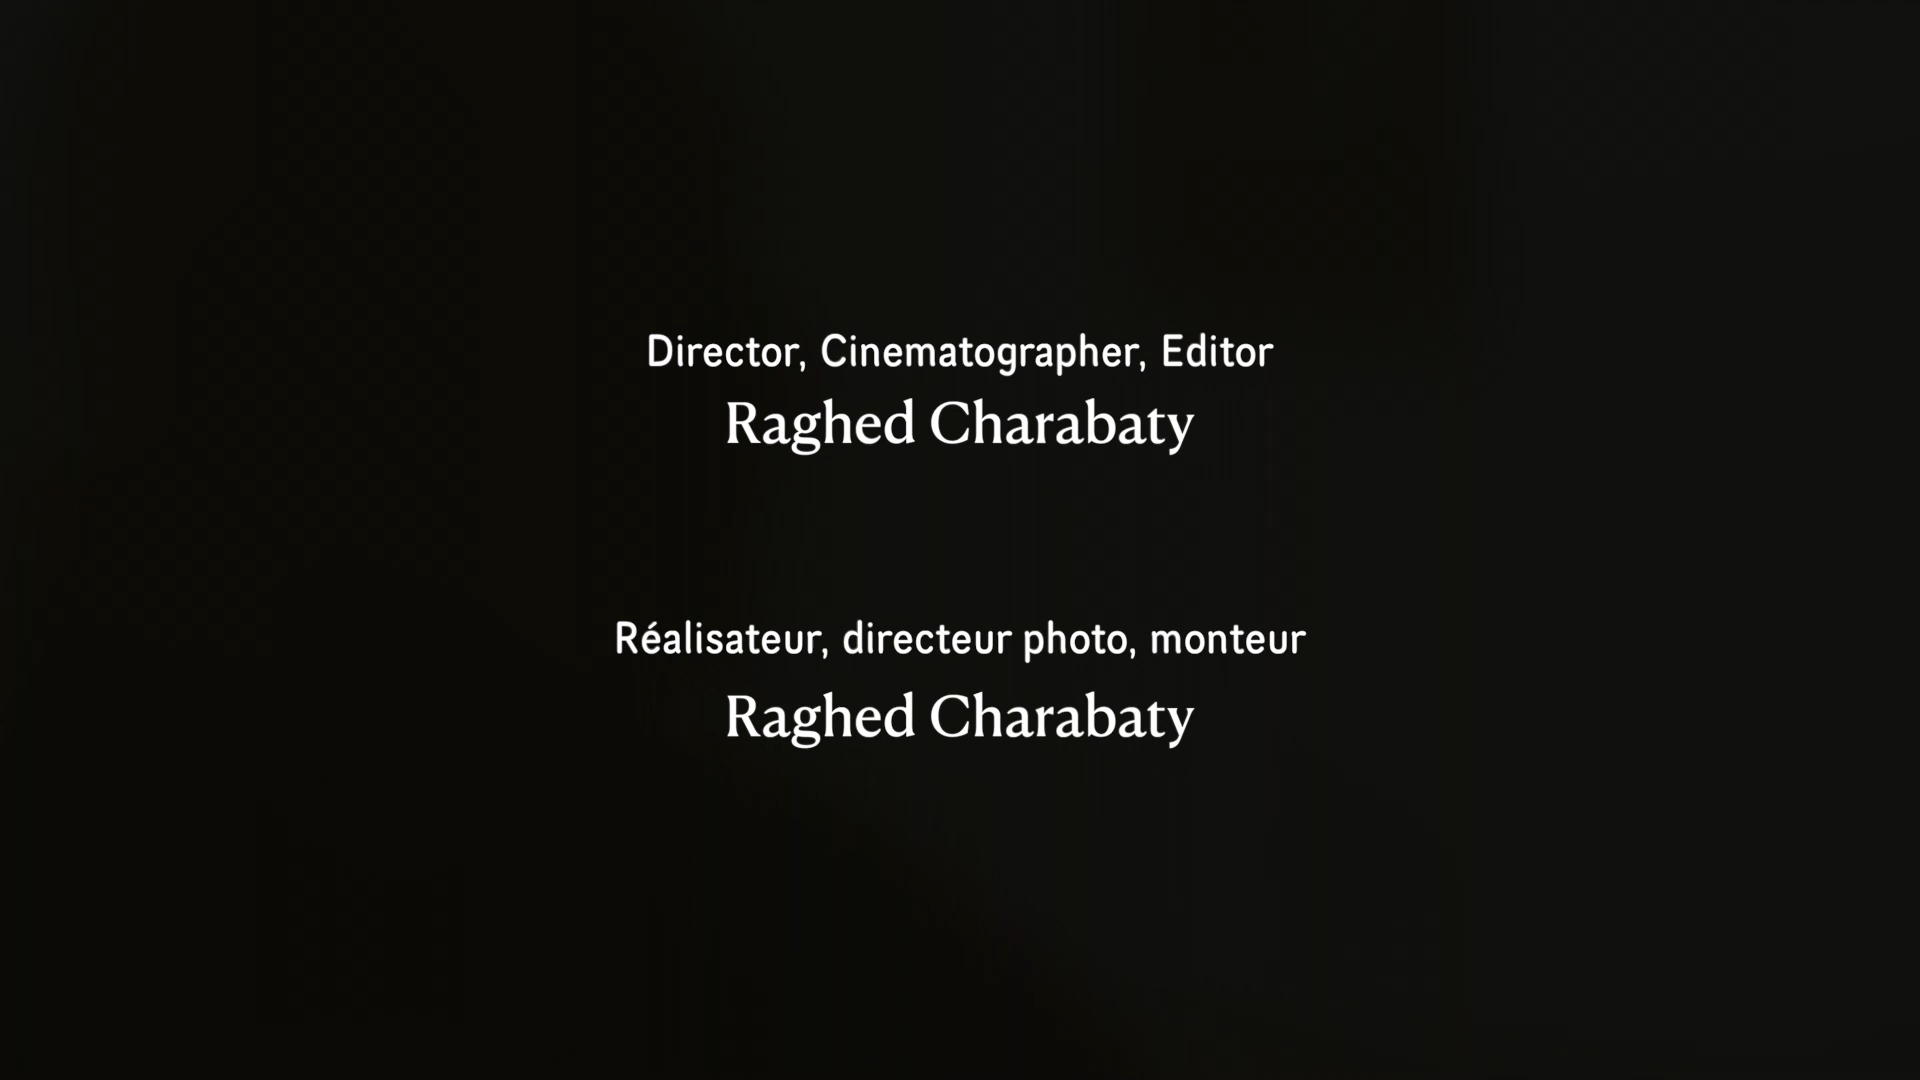 Director, Cinematographer, Editor
Raghed Charabaty
Réalisateur, directeur photo, monteur
Raghed Charabaty